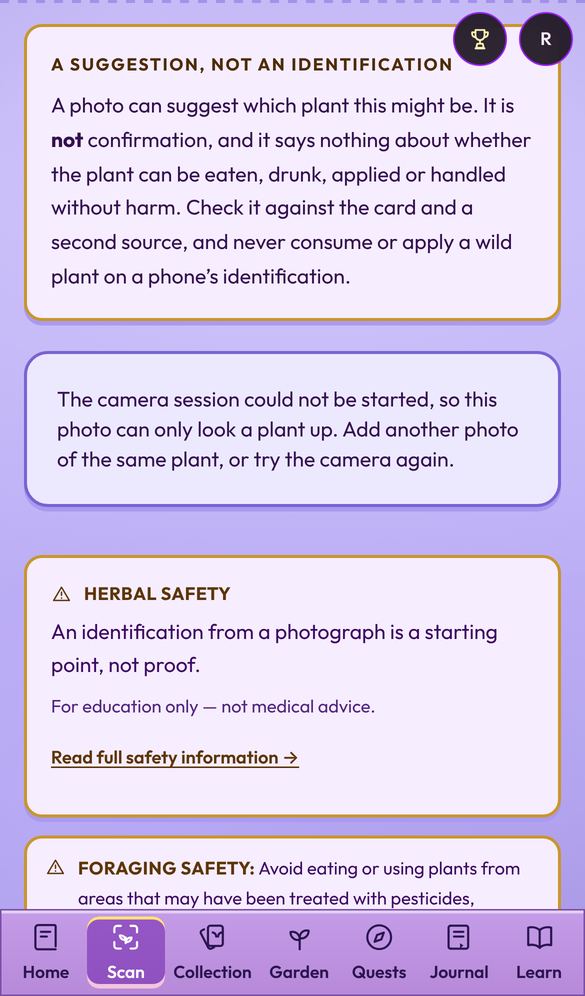 R
A SUGGESTION, NOT AN IDENTIFICATION
A photo can suggest which plant this might be. It is
not confirmation, and it says nothing about whether
the plant can be eaten, drunk, applied or handled
without harm. Check it against the card and a
second source, and never consume or apply a wild
plant on a phone’s identification.
The camera session could not be started, so this
photo can only look a plant up. Add another photo
of the same plant, or try the camera again.
HERBAL SAFETY
An identification from a photograph is a starting
point, not proof.
For education only — not medical advice.
Read full safety information →
FORAGING SAFETY: Avoid eating or using plants from
areas that may have been treated with pesticides,
Home Scan Collection Garden Quests Journal Learn